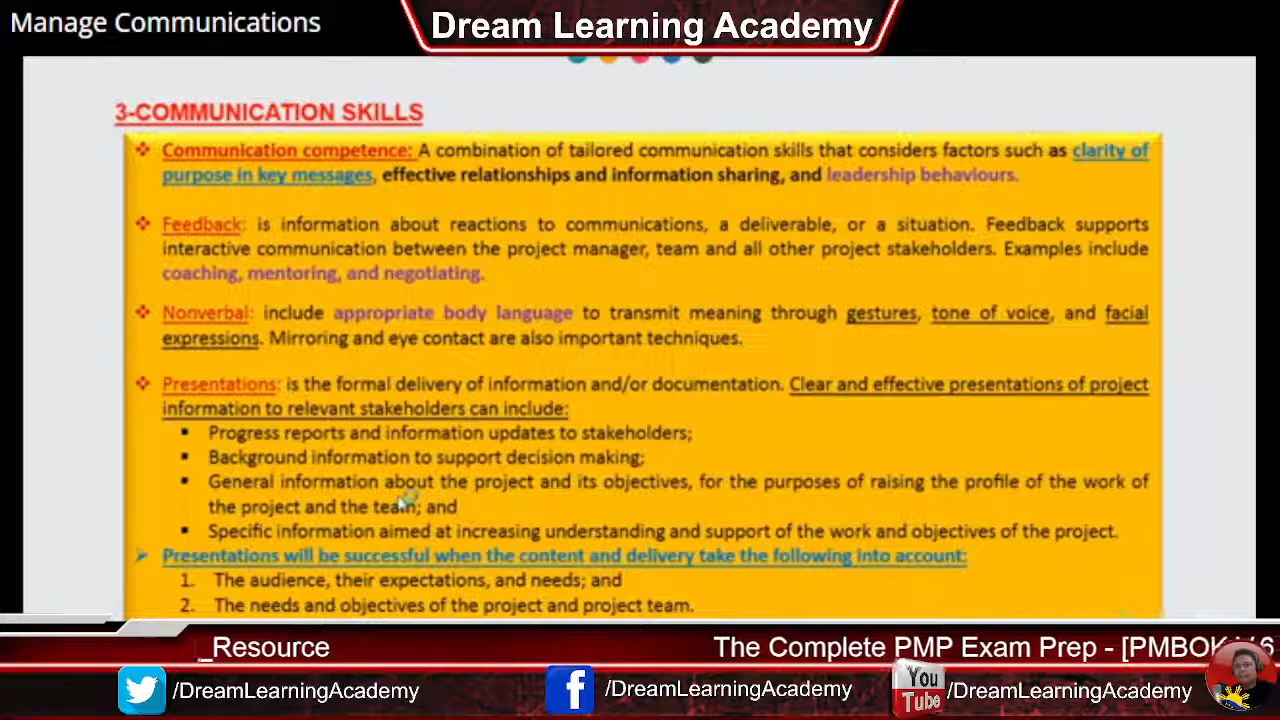 Manage Communications
Dream Learning Academy
3-COMMUNICATION SKILLS
❖ Communication competence: A combination of tailored communication skills that considers factors such as clarity of
purpose in key messages, effective relationships and information sharing, and leadership behaviours.
❖ Feedback: is information about reactions to communications, a deliverable, or a situation. Feedback supports
interactive communication between the project manager, team and all other project stakeholders. Examples include
coaching, mentoring, and negotiating.
❖ Nonverbal: include appropriate body language to transmit meaning through gestures, tone of voice, and facial
expressions. Mirroring and eye contact are also important techniques.
❖ Presentations: is the formal delivery of information and/or documentation. Clear and effective presentations of project
information to relevant stakeholders can include:
▪ Progress reports and information updates to stakeholders;
▪ Background information to support decision making;
▪ General information about the project and its objectives, for the purposes of raising the profile of the work of
the project and the team; and
▪ Specific information aimed at increasing understanding and support of the work and objectives of the project.
➢ Presentations will be successful when the content and delivery take the following into account:
1. The audience, their expectations, and needs; and
2. The needs and objectives of the project and project team.
_Resource
The Complete PMP Exam Prep - [PMBOK 6
/DreamLearningAcademy
/DreamLearningAcademy
You Tube /DreamLearningAcademy